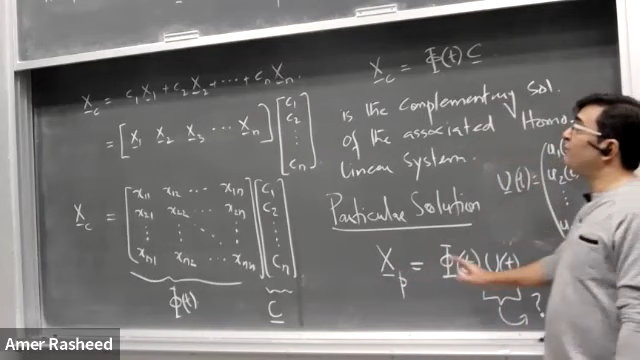 X_c = c_1 X_1 + c_2 X_2 + ... + c_n X_n.
= [X_1 X_2 X_3 ... X_n] [c_1 c_2 ⋮ c_n]
X_c = [x_11 x_12 ... x_1n
x_21 x_22 ... x_2n
⋮ ⋮ ⋱ ⋮
x_n1 x_n2 ... x_nn] [c_1 c_2 ⋮ c_n]
Φ(t) C
X_c = Φ(t) C
is the complementary sol.
of the associated Homo.
linear system.
Particular Solution
U(t) = (u_1(
u_2(
⋮
X_p = Φ(t) U(t)
?
Amer Rasheed